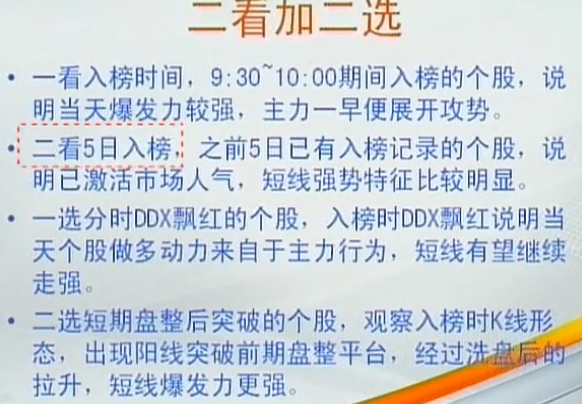 二看加二选
• 一看入榜时间，9:30~10:00期间入榜的个股，说
明当天爆发力较强，主力一早便展开攻势。
• 二看5日入榜，之前5日已有入榜记录的个股，说
明已激活市场人气，短线强势特征比较明显。
• 一选分时DDX飘红的个股，入榜时DDX飘红说明当
天个股做多动力来自于主力行为，短线有望继续
走强。
• 二选短期盘整后突破的个股，观察入榜时K线形
态，出现阳线突破前期盘整平台，经过洗盘后的
拉升，短线爆发力更强。